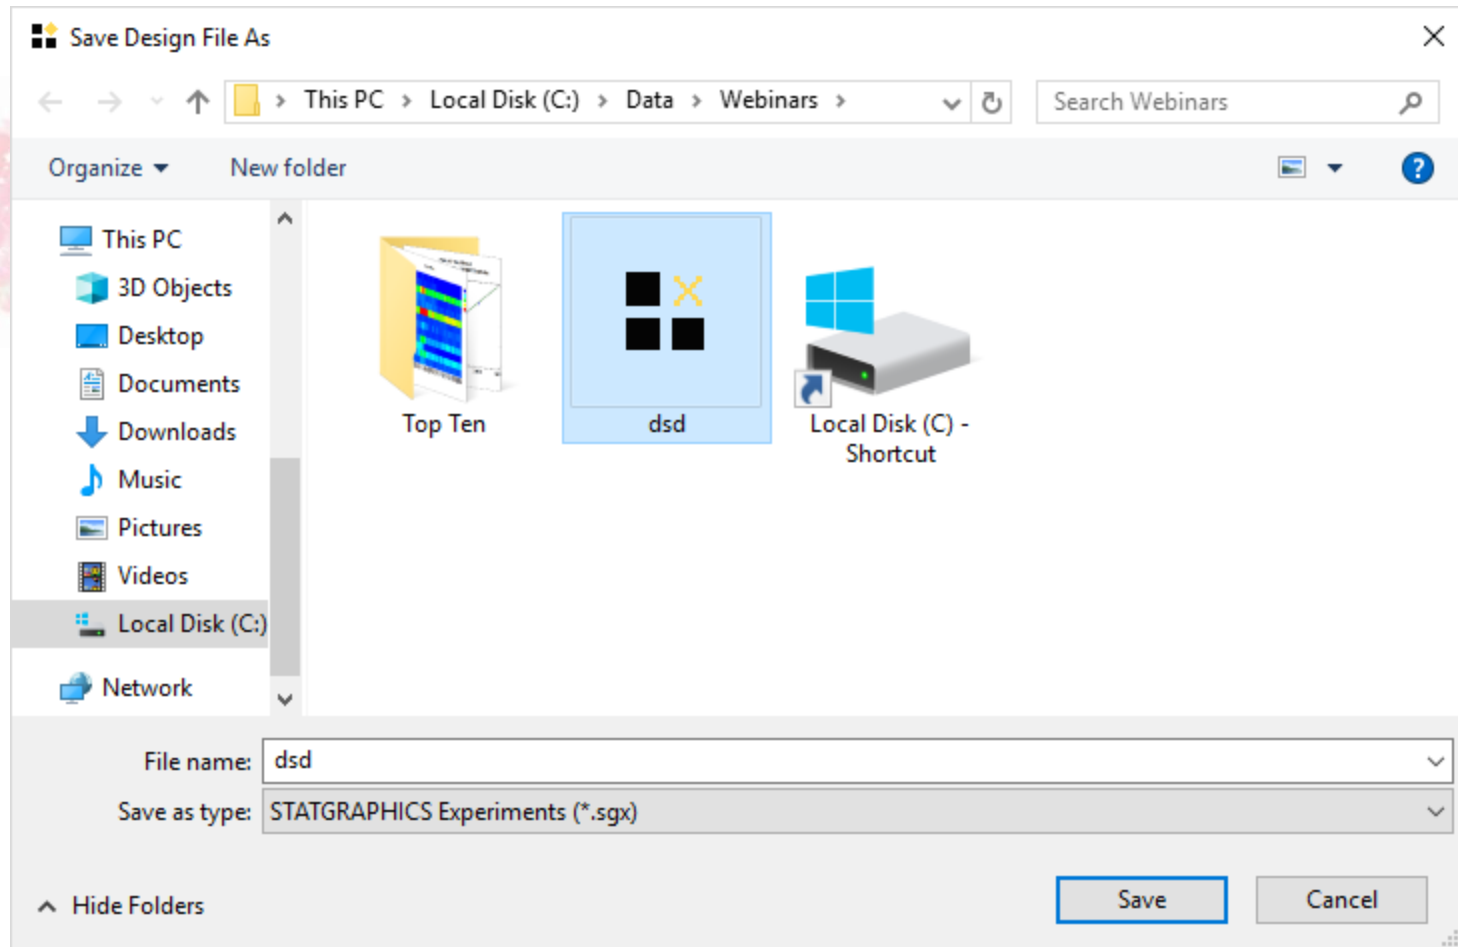 Save Design File As
This PC > Local Disk (C:) > Data > Webinars >
Search Webinars
Organize
New folder
?
This PC
3D Objects
Desktop
Documents
Downloads
Music
Pictures
Videos
Local Disk (C:)
Network
Top Ten
dsd
Local Disk (C) -
Shortcut
File name: dsd
Save as type: STATGRAPHICS Experiments (*.sgx)
Hide Folders
Save
Cancel